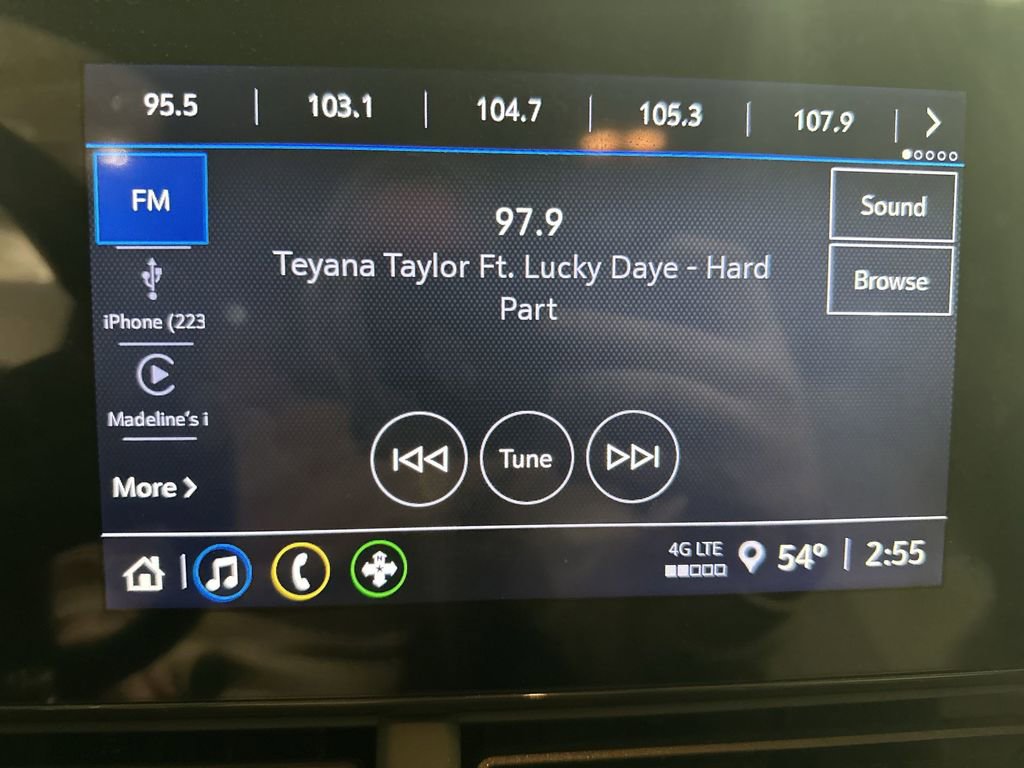 95.5 | 103.1 | 104.7 | 105.3 | 107.9
FM
97.9
Sound
Teyana Taylor Ft. Lucky Daye - Hard
Part
Browse
iPhone (223
Madeline's i
Tune
More
N
4G LTE
54° | 2:55